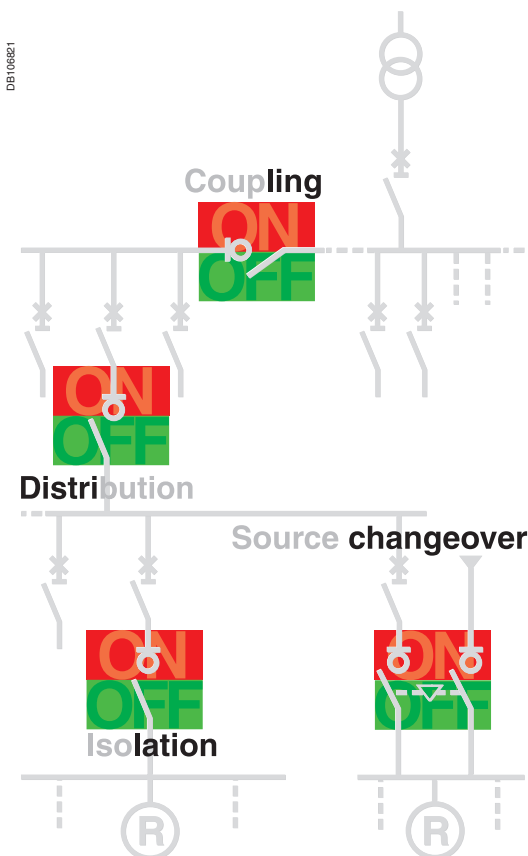 DB106821
Coupling
ON
OFF
ON
OFF
Distribution
Source changeover
ON
OFF
ON
OFF
Isolation
R
R